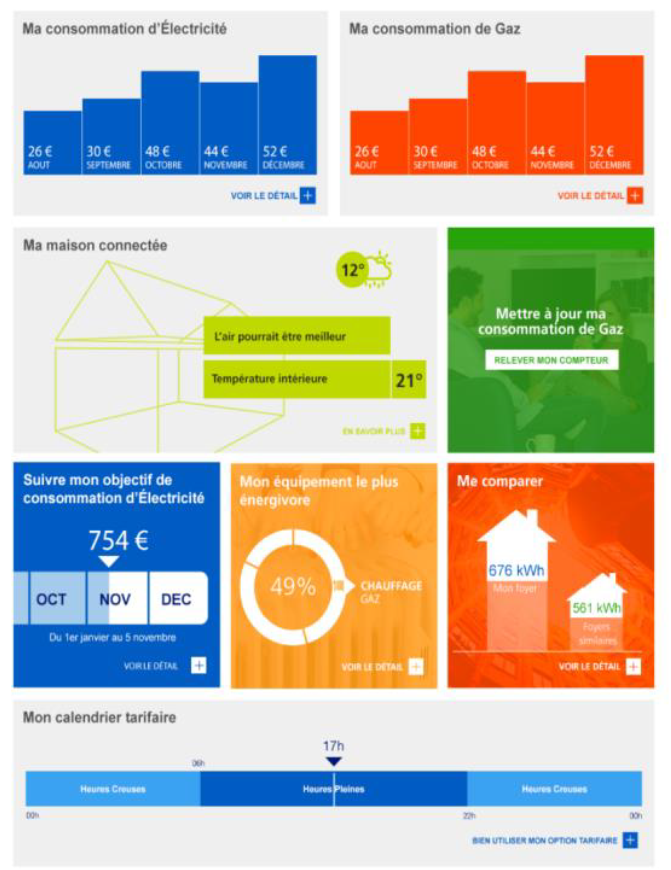 Ma consommation d'Électricité
26 € 30 € 48 € 44 € 52 €
AOUT SEPTEMBRE OCTOBRE NOVEMBRE DÉCEMBRE
VOIR LE DÉTAIL +
Ma consommation de Gaz
26 € 30 € 48 € 44 € 52 €
AOUT SEPTEMBRE OCTOBRE NOVEMBRE DÉCEMBRE
VOIR LE DÉTAIL +
Ma maison connectée
12°
L'air pourrait être meilleur
Température intérieure 21°
EN SAVOIR PLUS +
Mettre à jour ma
consommation de Gaz
RELEVER MON COMPTEUR
Suivre mon objectif de
consommation d'Électricité
754 €
OCT NOV DEC
Du 1er janvier au 5 novembre
VOIR LE DÉTAIL +
Mon équipement le plus
énergivore
49%
CHAUFFAGE
GAZ
VOIR LE DÉTAIL +
Me comparer
676 kWh
Mon foyer
561 kWh
Foyers
similaires
VOIR LE DÉTAIL +
Mon calendrier tarifaire
17h
06h
Heures Creuses Heures Pleines Heures Creuses
00h 22h 00h
BIEN UTILISER MON OPTION TARIFAIRE +